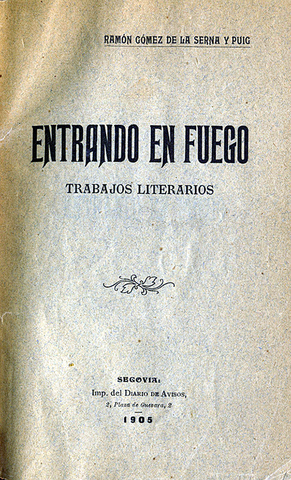 RAMÓN GÓMEZ DE LA SERNA Y PUIG
ENTRANDO EN FUEGO
TRABAJOS LITERARIOS
SEGOVIA:
Imp. del DIARIO DE AVISOS,
2, Plaza de Guevara, 2
1905